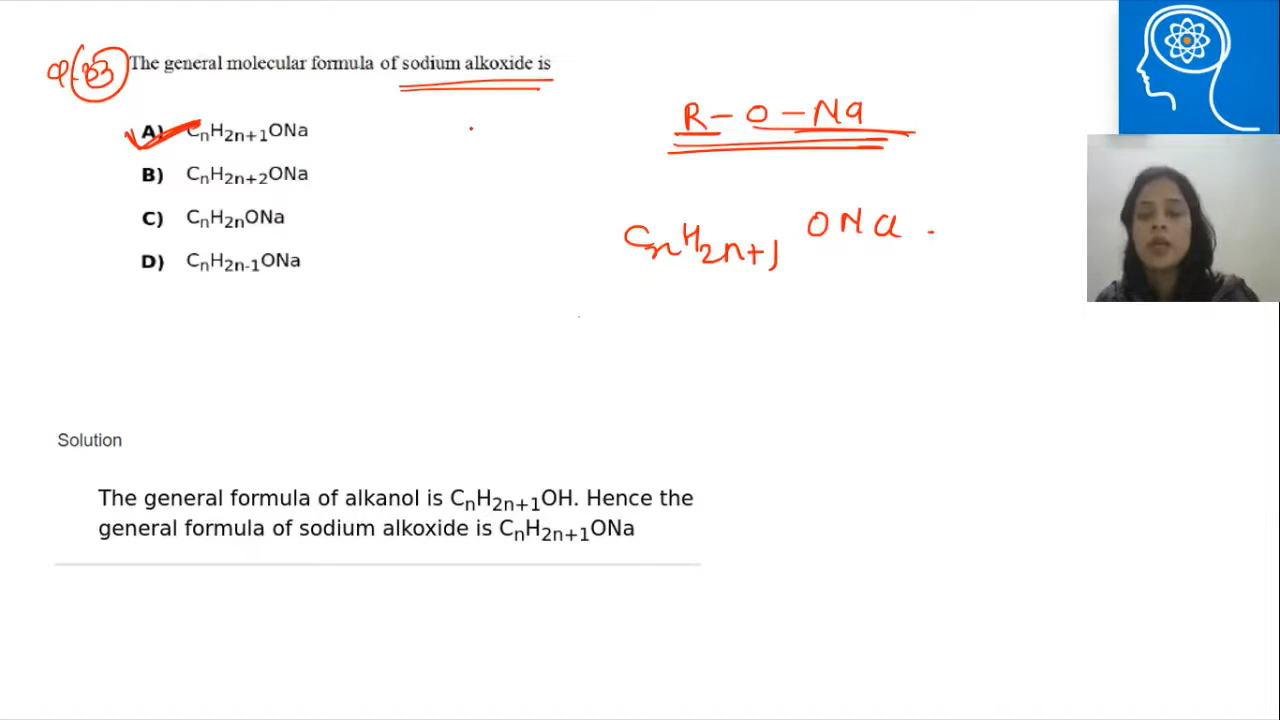 Q.83 The general molecular formula of sodium alkoxide is
A) CₙH₂ₙ₊₁ONa
B) CₙH₂ₙ₊₂ONa
C) CₙH₂ₙONa
D) CₙH₂ₙ₋₁ONa
R – O – Na
CₙH₂ₙ₊₁ ONa.
Solution
The general formula of alkanol is CₙH₂ₙ₊₁OH. Hence the
general formula of sodium alkoxide is CₙH₂ₙ₊₁ONa